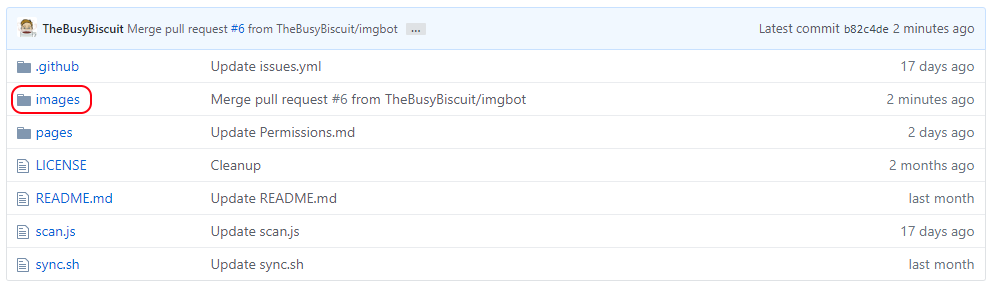 TheBusyBiscuit Merge pull request #6 from TheBusyBiscuit/imgbot ... Latest commit b82c4de 2 minutes ago
.github Update issues.yml 17 days ago
images Merge pull request #6 from TheBusyBiscuit/imgbot 2 minutes ago
pages Update Permissions.md 2 days ago
LICENSE Cleanup 2 months ago
README.md Update README.md last month
scan.js Update scan.js 17 days ago
sync.sh Update sync.sh last month